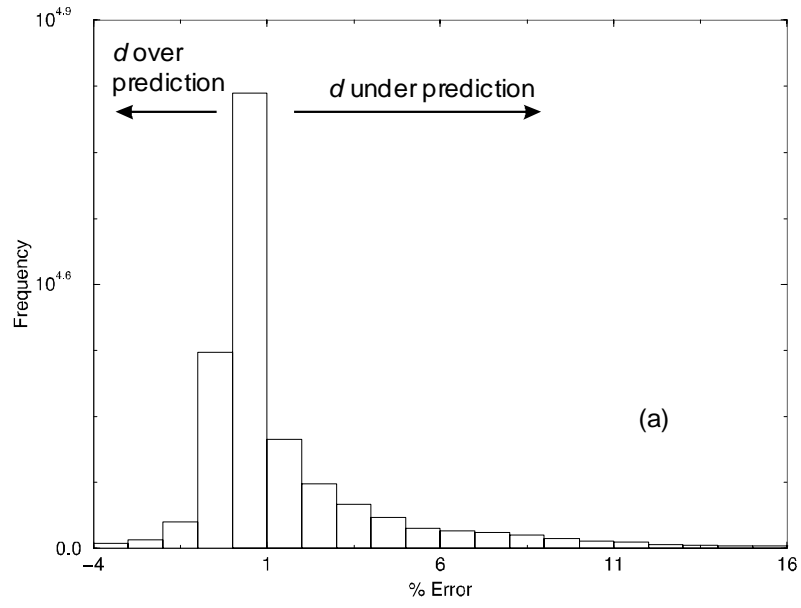 10^4.9
d over
prediction
d under prediction
Frequency
10^4.6
(a)
0.0
−4
1
6
11
16
% Error